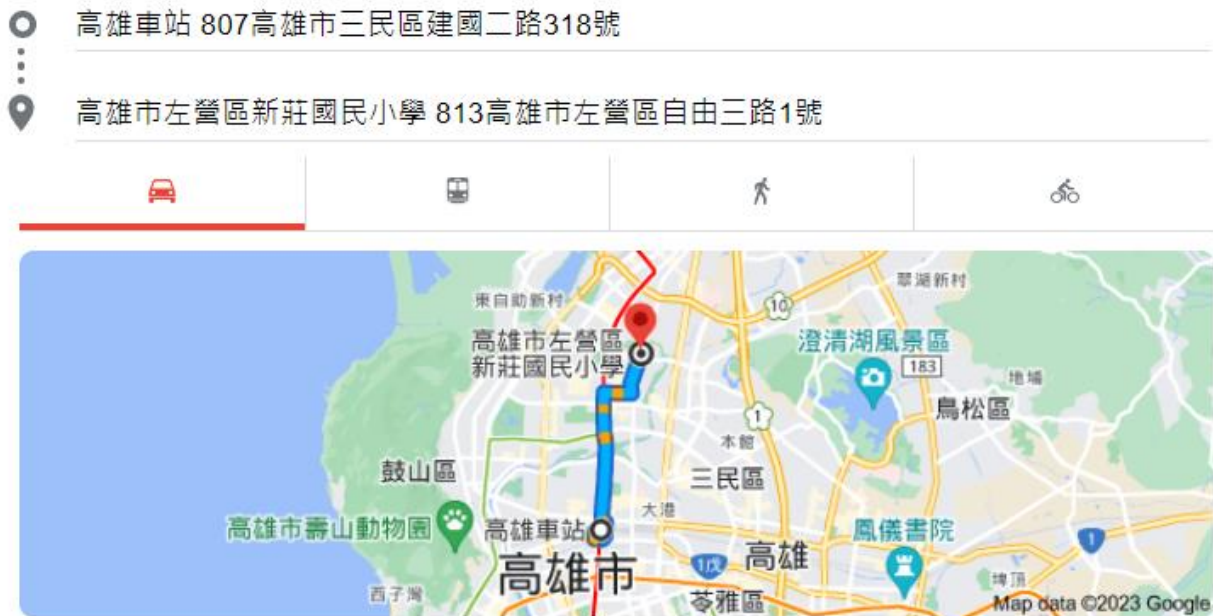 高雄車站 807高雄市三民區建國二路318號
高雄市左營區新莊國民小學 813高雄市左營區自由三路1號
翠湖新村
東自助新村
10
高雄市左營區
新莊國民小學
澄清湖風景區
183
地埔
鳥松區
1
本館
鼓山區
三民區
大港
高雄市壽山動物園
高雄車站
鳳儀書院
1
高雄市
1戊
高雄
埤頂
西子灣
苓雅區
Map data ©2023 Google